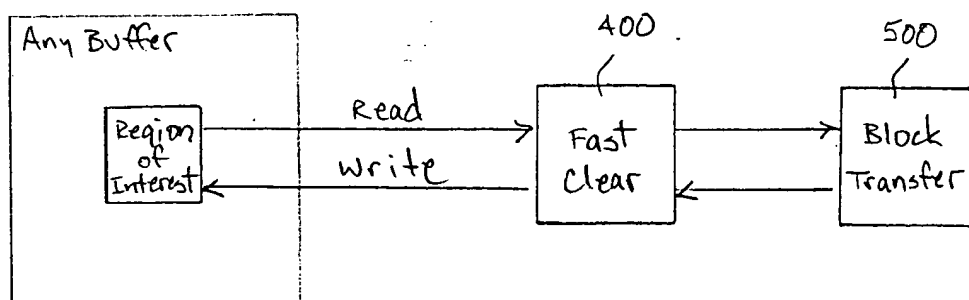 Any Buffer
Region
of
Interest
Read
Write
400
Fast
Clear
500
Block
Transfer